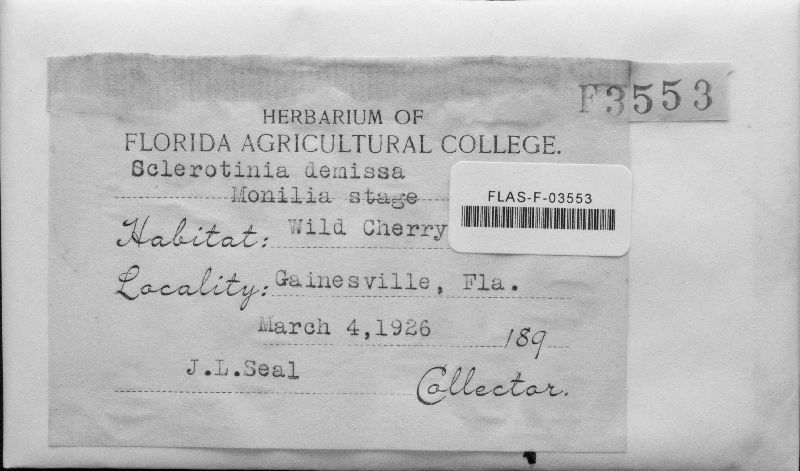 F3553
HERBARIUM OF
FLORIDA AGRICULTURAL COLLEGE.
Sclerotinia demissa
Monilia stage
FLAS-F-03553
Habitat: Wild Cherry
Locality: Gainesville, Fla.
March 4,1926 189
J.L.Seal Collector.